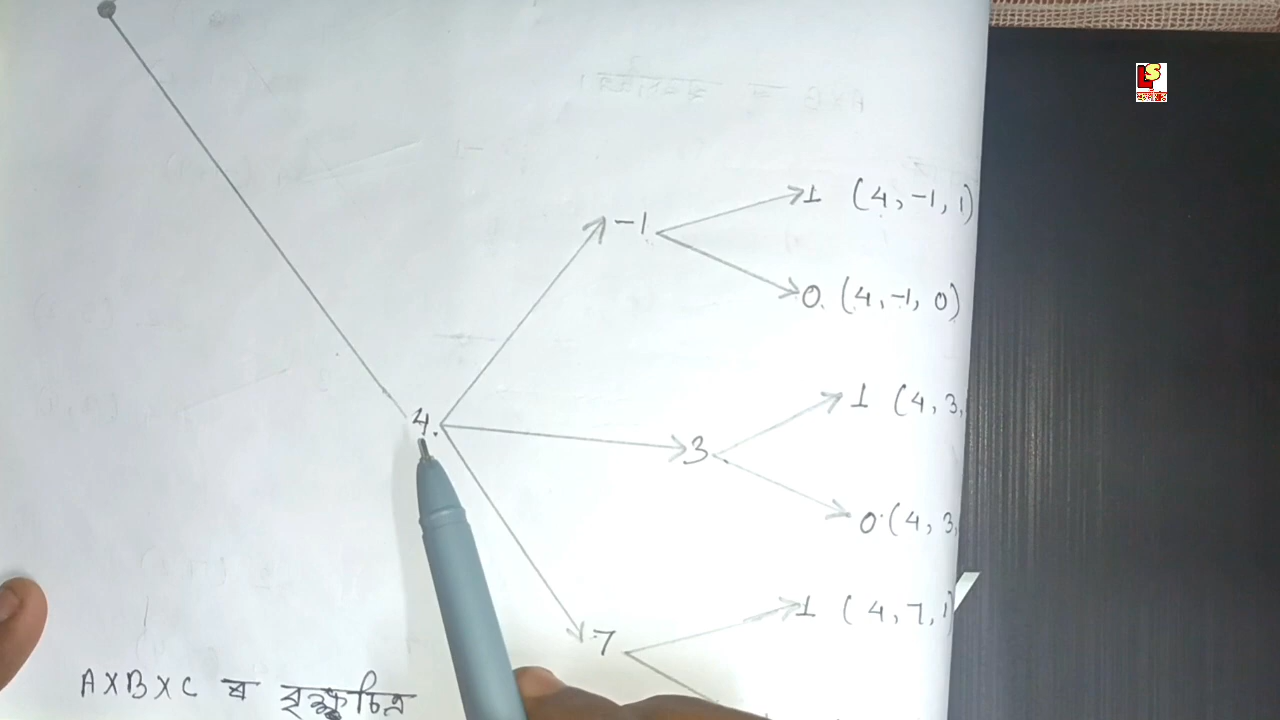 1 (4, -1, 1)
-1
0. (4, -1, 0)
1 (4, 3,
4.
3.
0. (4, 3,
1 (4, 7, 1)
7
A×B×C ৰ বৃক্ষচিত্ৰ
LS